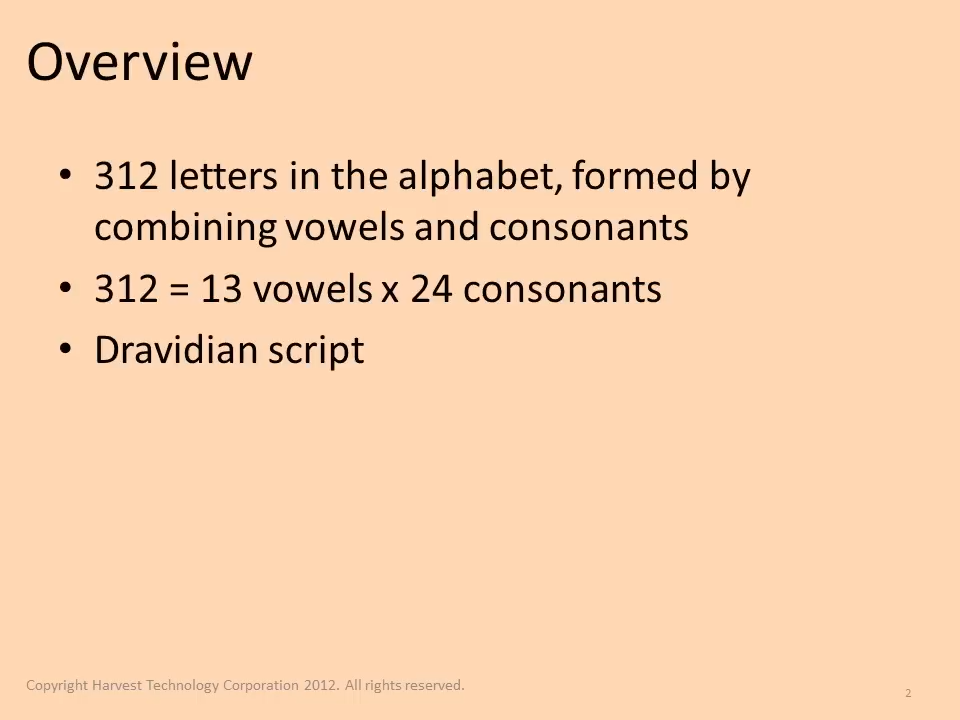 Overview
• 312 letters in the alphabet, formed by
combining vowels and consonants
• 312 = 13 vowels x 24 consonants
• Dravidian script
Copyright Harvest Technology Corporation 2012. All rights reserved.
2